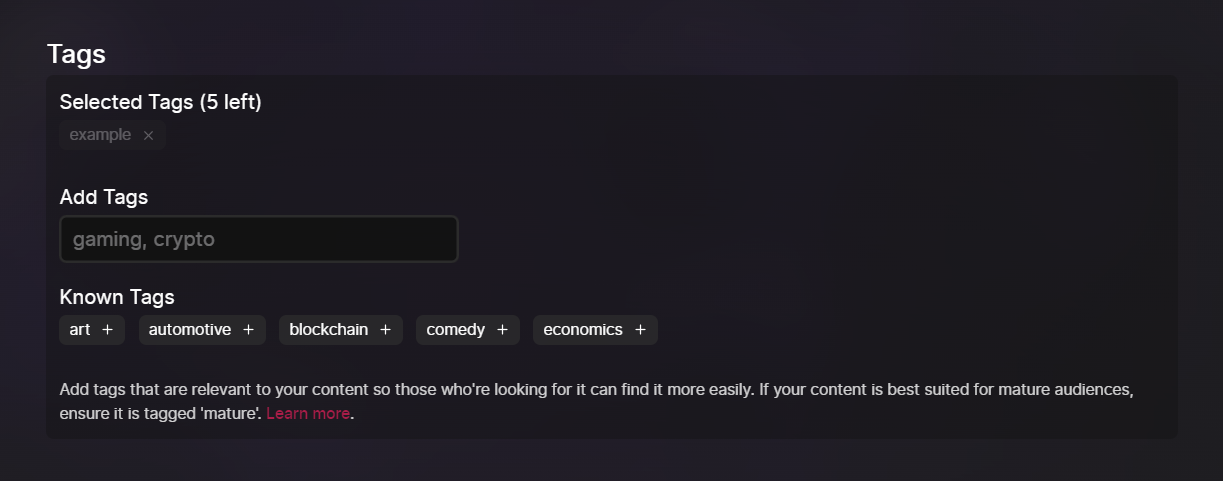 Tags
Selected Tags (5 left)
example ×
Add Tags
gaming, crypto
Known Tags
art + automotive + blockchain + comedy + economics +
Add tags that are relevant to your content so those who're looking for it can find it more easily. If your content is best suited for mature audiences,
ensure it is tagged 'mature'. Learn more.